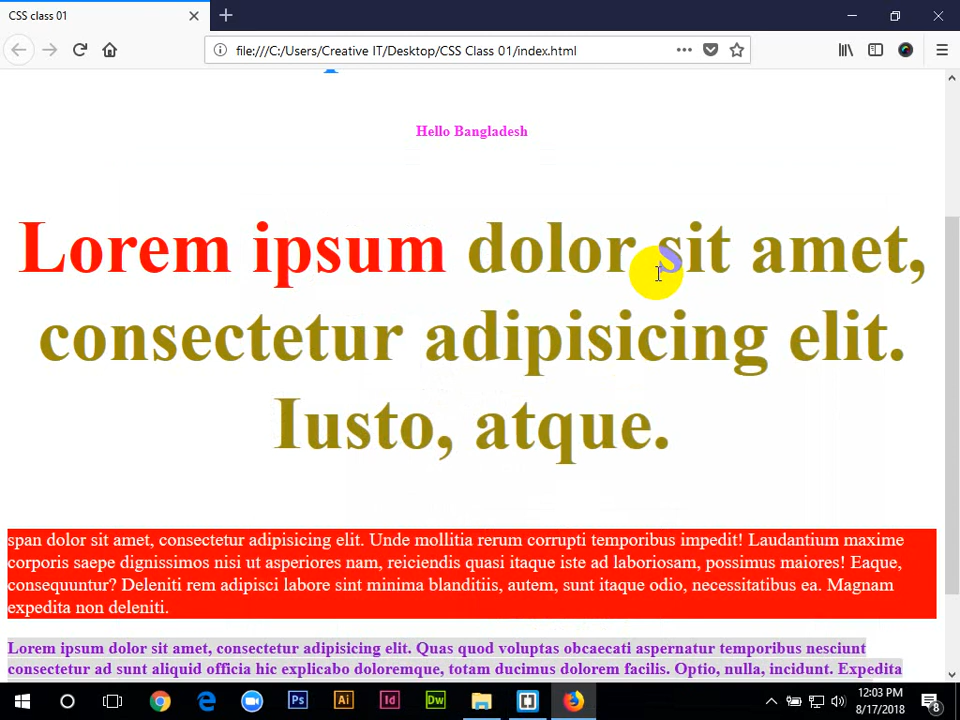 CSS class 01
file:///C:/Users/Creative IT/Desktop/CSS Class 01/index.html
Hello Bangladesh
Lorem ipsum dolor sit amet,
consectetur adipisicing elit.
Iusto, atque.
span dolor sit amet, consectetur adipisicing elit. Unde mollitia rerum corrupti temporibus impedit! Laudantium maxime
corporis saepe dignissimos nisi ut asperiores nam, reiciendis quasi itaque iste ad laboriosam, possimus maiores! Eaque,
consequuntur? Deleniti rem adipisci labore sint minima blanditiis, autem, sunt itaque odio, necessitatibus ea. Magnam
expedita non deleniti.
Lorem ipsum dolor sit amet, consectetur adipisicing elit. Quas quod voluptas obcaecati aspernatur temporibus nesciunt
consectetur ad sunt aliquid officia hic explicabo doloremque, totam ducimus dolorem facilis. Optio, nulla, incidunt. Expedita
Ps
Ai
Id
Dw
12:03 PM
8/17/2018
8